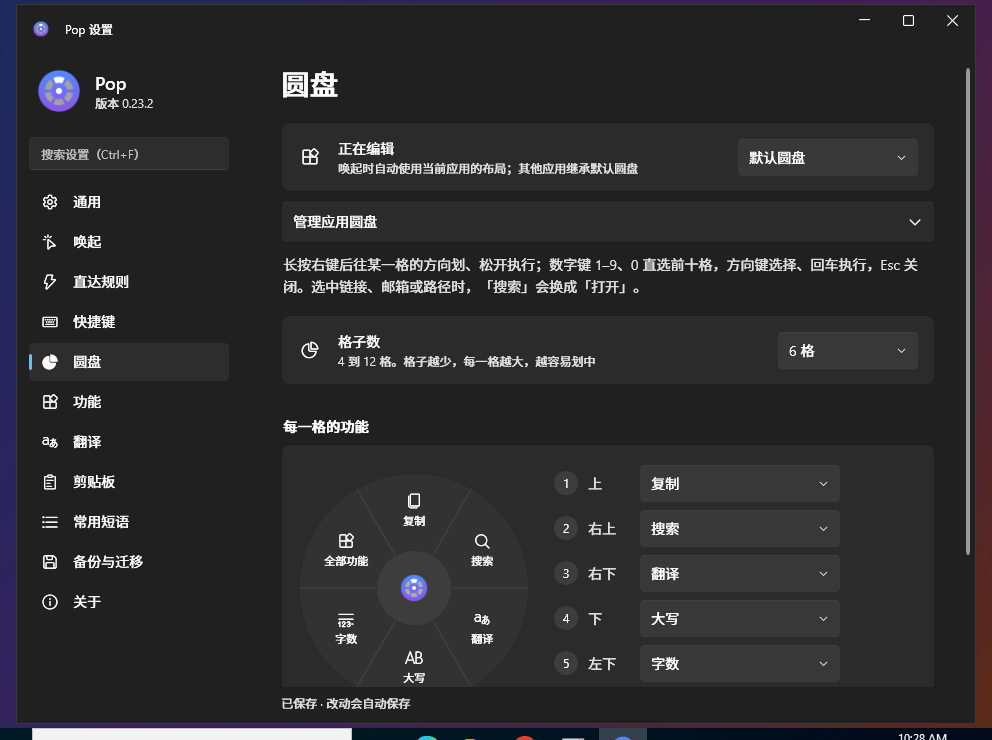 Pop 设置
Pop
版本 0.23.2
搜索设置（Ctrl+F）
通用
唤起
直达规则
快捷键
圆盘
功能
翻译
剪贴板
常用短语
备份与迁移
关于
圆盘
正在编辑
唤起时自动使用当前应用的布局；其他应用继承默认圆盘
默认圆盘
管理应用圆盘
长按右键后往某一格的方向划、松开执行；数字键 1–9、0 直选前十格，方向键选择、回车执行，Esc 关
闭。选中链接、邮箱或路径时，「搜索」会换成「打开」。
格子数
4 到 12 格。格子越少，每一格越大，越容易划中
6 格
每一格的功能
复制
搜索
翻译
AB
大写
123-
字数
全部功能
1 上 复制
2 右上 搜索
3 右下 翻译
4 下 大写
5 左下 字数
已保存 · 改动会自动保存
10:28 AM